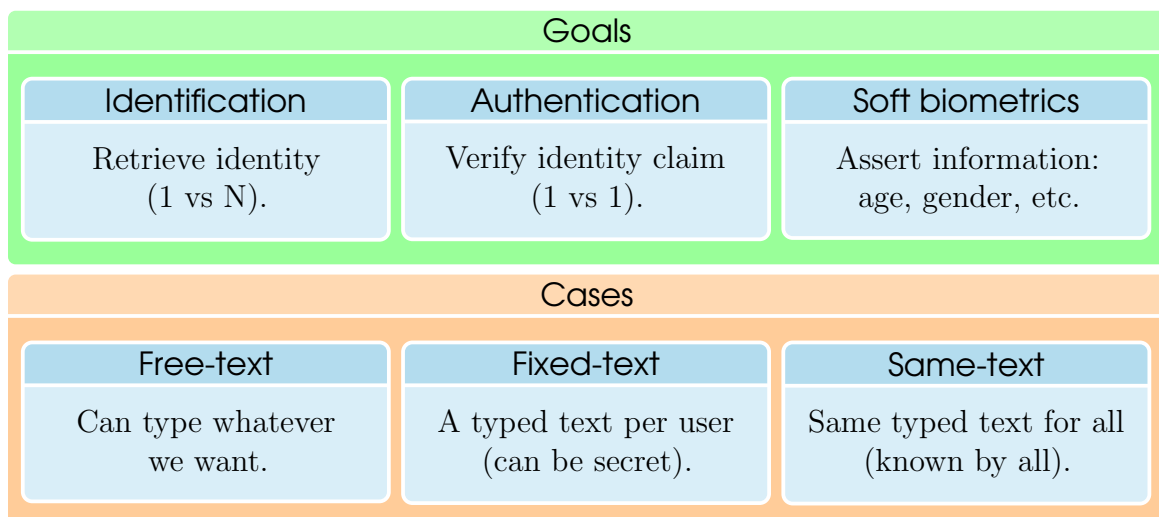 Goals
Identification
Retrieve identity
(1 vs N).
Authentication
Verify identity claim
(1 vs 1).
Soft biometrics
Assert information:
age, gender, etc.
Cases
Free-text
Can type whatever
we want.
Fixed-text
A typed text per user
(can be secret).
Same-text
Same typed text for all
(known by all).